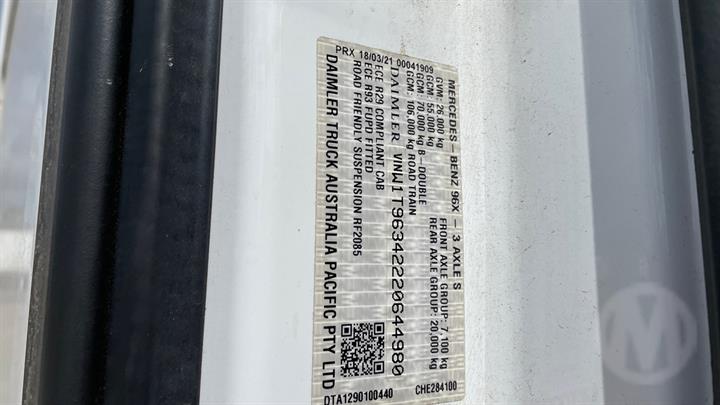 MERCEDES-BENZ 96X - 3 AXLE S
GVM: 26,000 kg FRONT AXLE GROUP: 7,100 kg
GCM: 55,000 kg REAR AXLE GROUP: 20,000 kg
GCM: 70,000 kg B-DOUBLE
GCM: 106,000 kg ROAD TRAIN
DAIMLER VINW1T96342220644980
ECE R29 COMPLIANT CAB
ECE R93 FUPD FITTED
ROAD FRIENDLY SUSPENSION RF2085
DAIMLER TRUCK AUSTRALIA PACIFIC PTY LTD
PRX 18/03/21 00041909
CHE284100
DTA1290100440
M